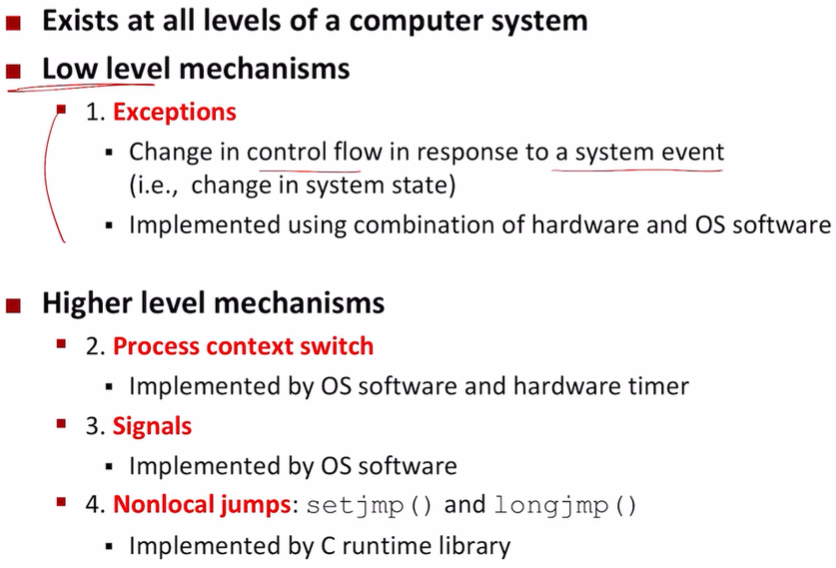 Exists at all levels of a computer system
Low level mechanisms
1. Exceptions
Change in control flow in response to a system event
(i.e., change in system state)
Implemented using combination of hardware and OS software
Higher level mechanisms
2. Process context switch
Implemented by OS software and hardware timer
3. Signals
Implemented by OS software
4. Nonlocal jumps: setjmp() and longjmp()
Implemented by C runtime library